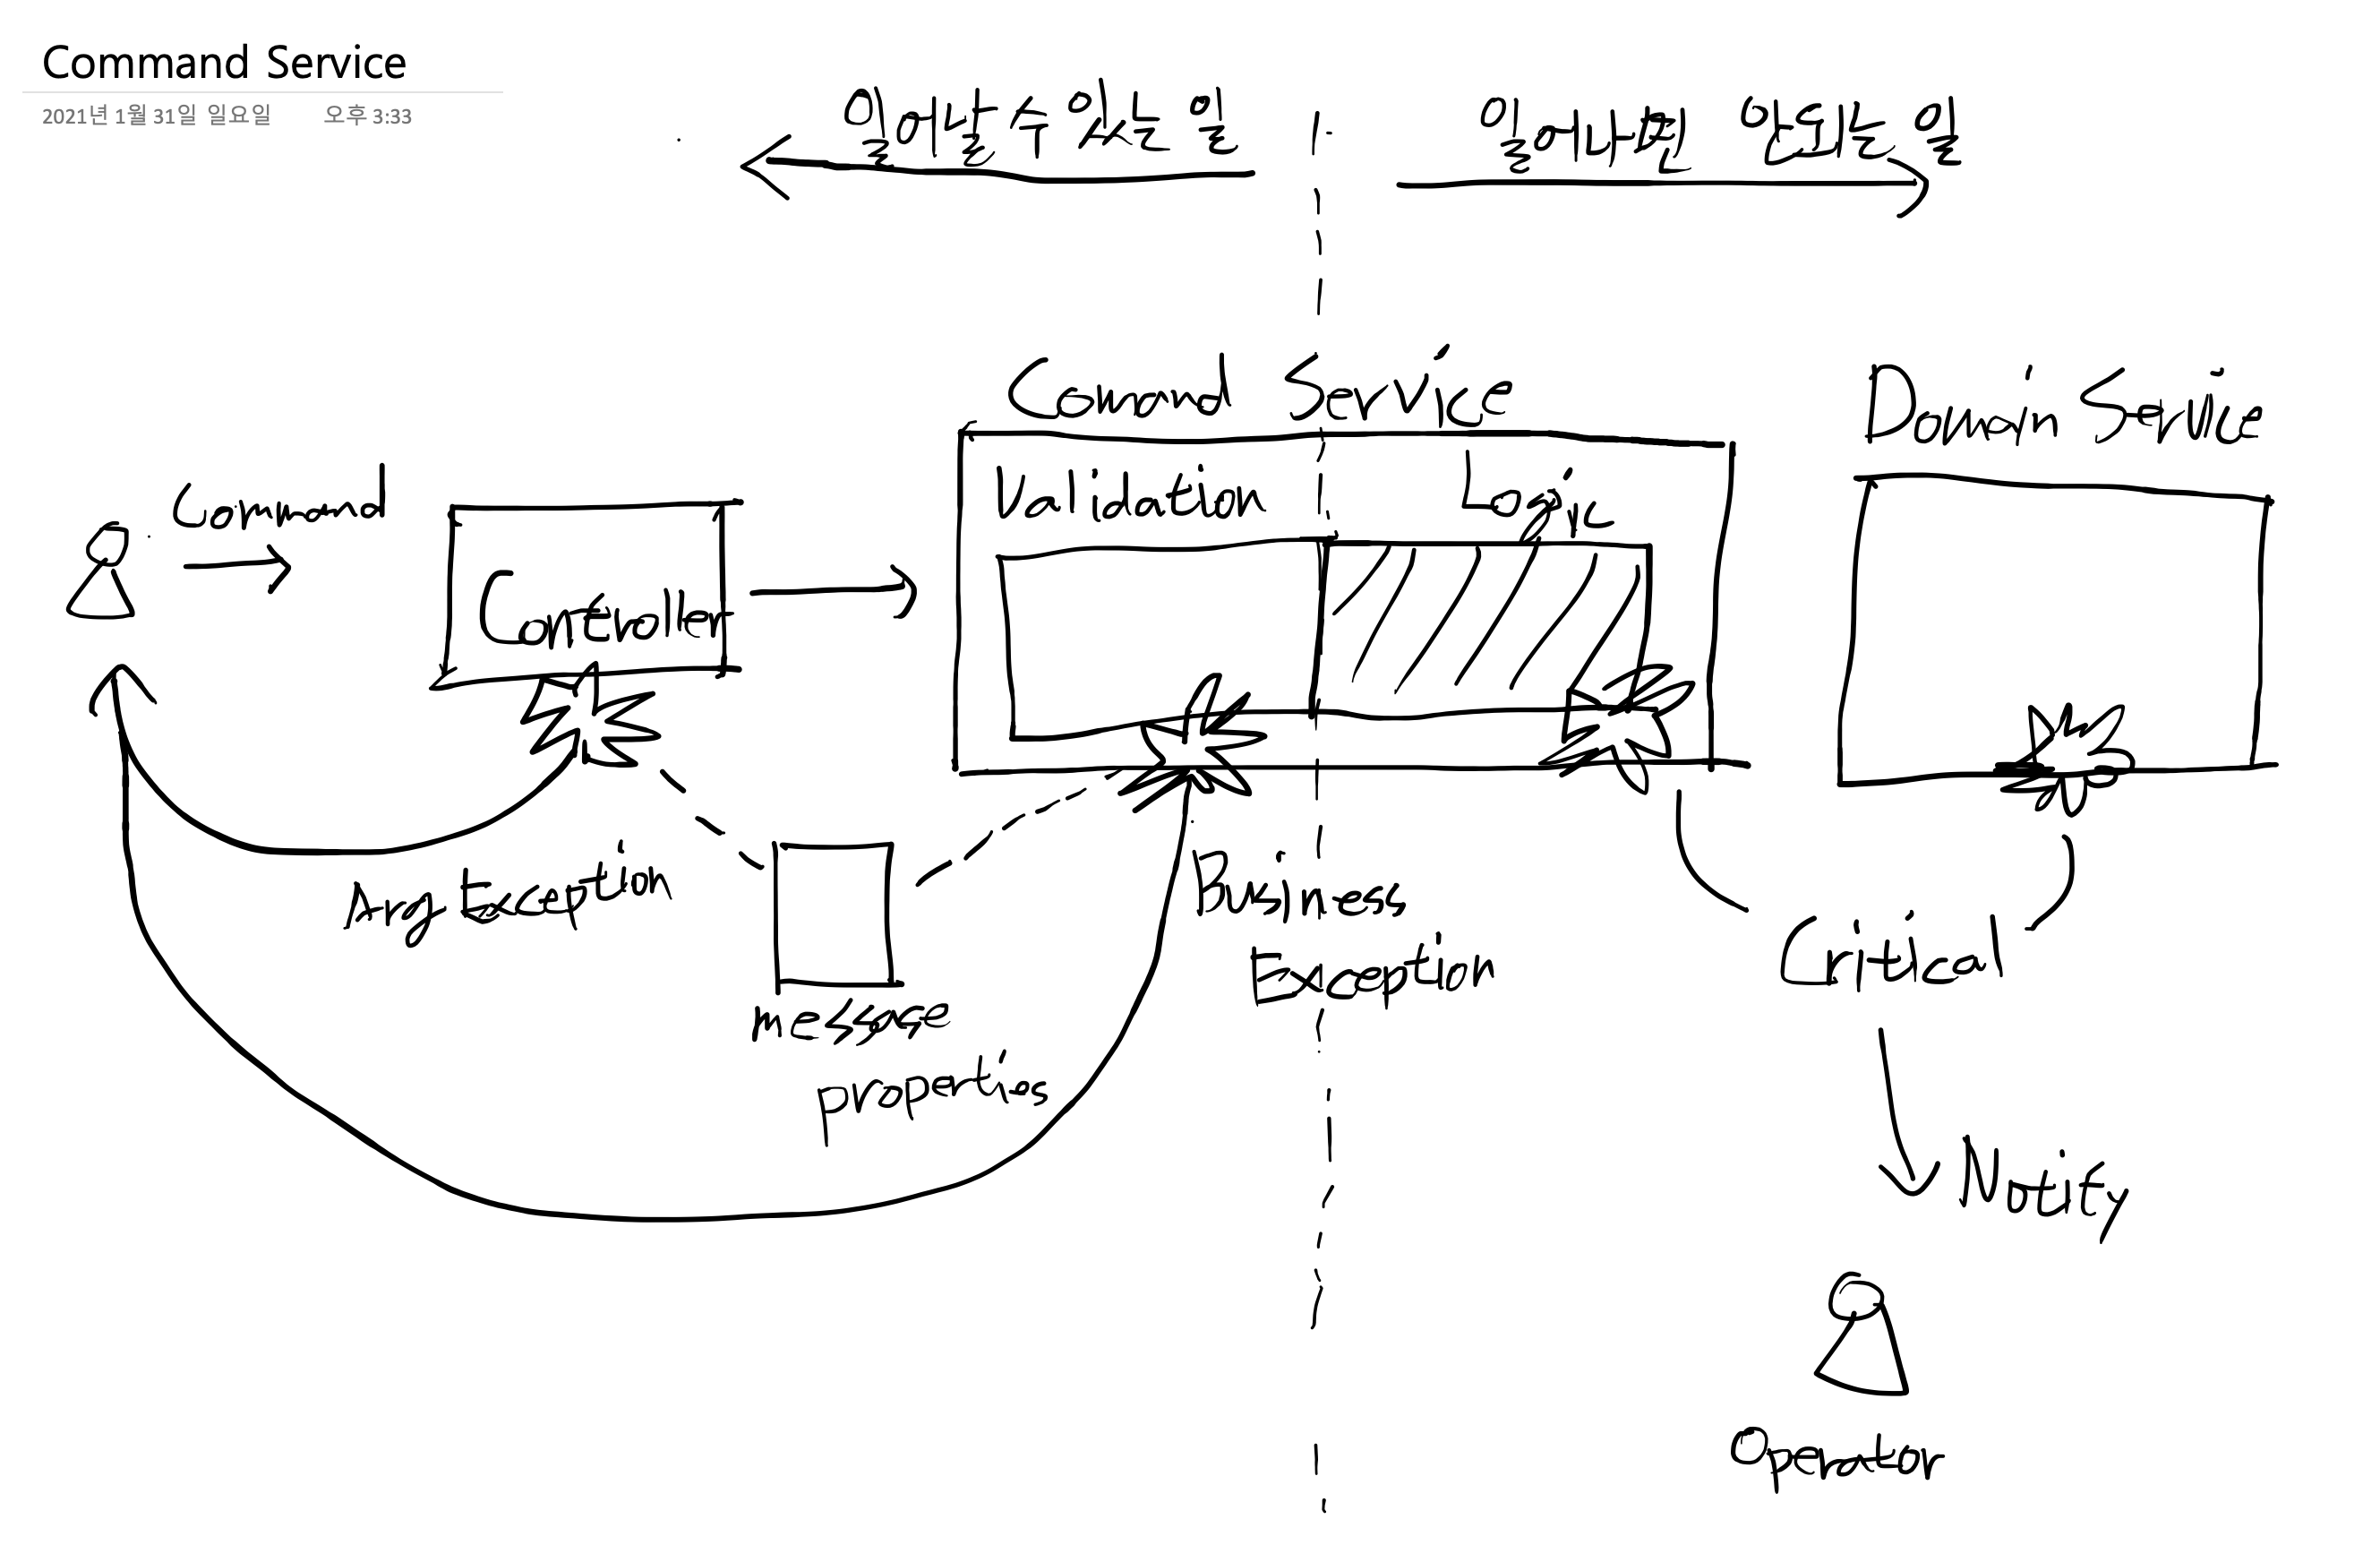 Command Service
2021년 1월 31일 일요일 오후 3:33
일어날 수 있는 일
일어나면 안되는 일
Command Service
Domain Service
Validation
Logic
Command
Controller
Arg Exception
Business
Exception
Critical
message
properties
Notify
Operator